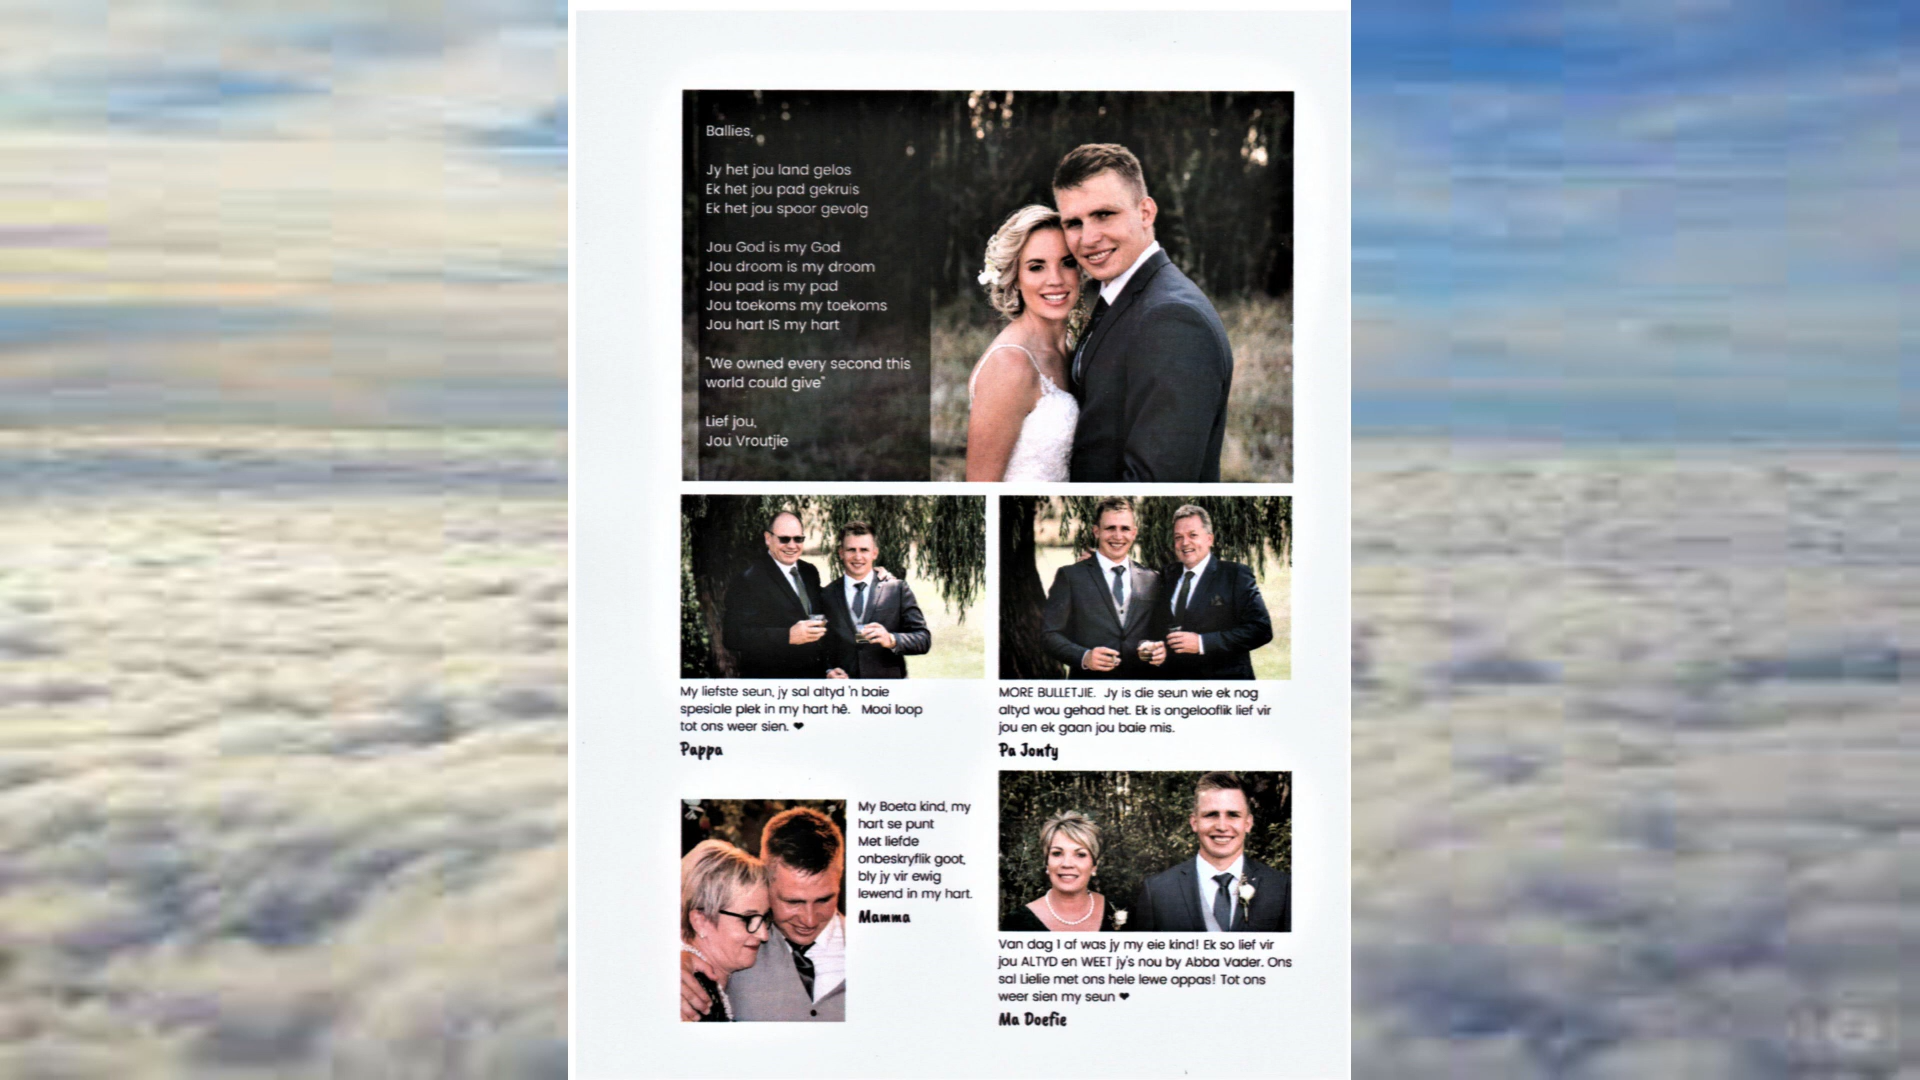 Ballies,
Jy het jou land gelos
Ek het jou pad gekruis
Ek het jou spoor gevolg
Jou God is my God
Jou droom is my droom
Jou pad is my pad
Jou toekoms my toekoms
Jou hart IS my hart
"We owned every second this
world could give"
Lief jou,
Jou Vroutjie
My liefste seun, jy sal altyd 'n baie
spesiale plek in my hart hê. Mooi loop
tot ons weer sien. ❤
Pappa
MORE BULLETJIE. Jy is die seun wie ek nog
altyd wou gehad het. Ek is ongelooflik lief vir
jou en ek gaan jou baie mis.
Pa Jonty
My Boeta kind, my
hart se punt
Met liefde
onbeskryflik goot,
bly jy vir ewig
lewend in my hart.
Mamma
Van dag 1 af was jy my eie kind! Ek so lief vir
jou ALTYD en WEET jy's nou by Abba Vader. Ons
sal Lielie met ons hele lewe oppas! Tot ons
weer sien my seun ❤
Ma Doefie